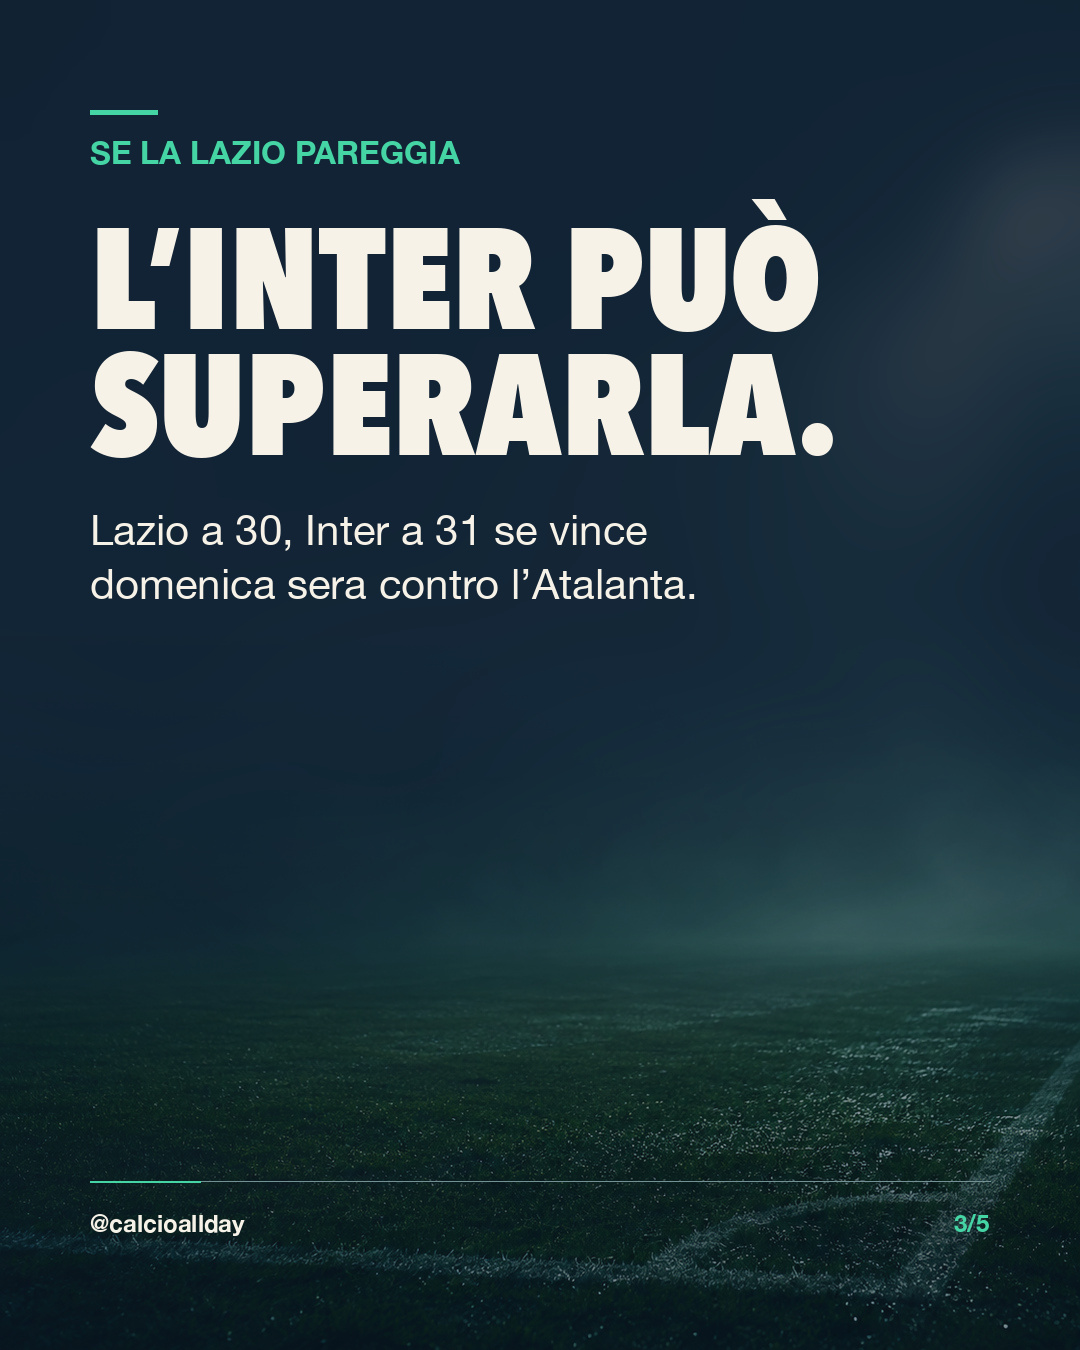 SE LA LAZIO PAREGGIA
L’INTER PUÒ
SUPERARLA.
Lazio a 30, Inter a 31 se vince
domenica sera contro l’Atalanta.
@calcioallday
3/5